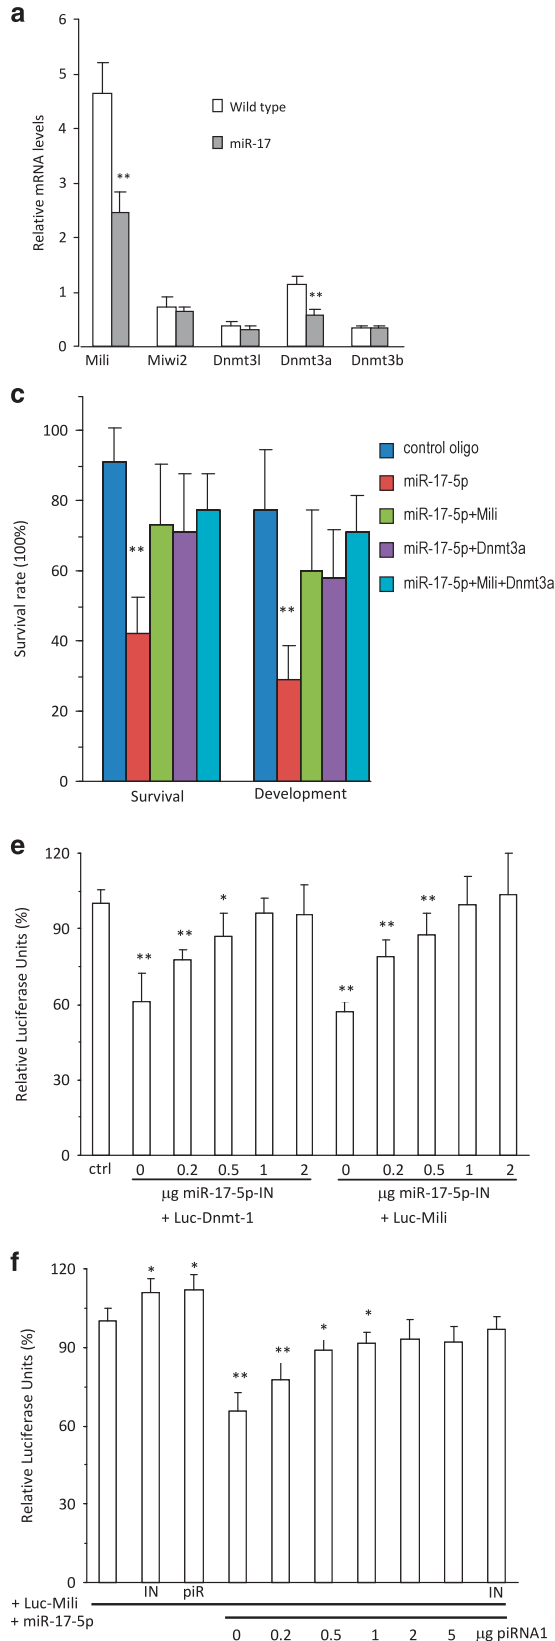 a
6
5
4
3
2
1
0
Relative mRNA levels
Wild type
miR-17
**
**
Mili Miwi2 Dnmt3l Dnmt3a Dnmt3b
c
100
80
60
40
20
0
Survival rate (100%)
control oligo
miR-17-5p
miR-17-5p+Mili
miR-17-5p+Dnmt3a
miR-17-5p+Mili+Dnmt3a
**
**
Survival Development
e
120
90
60
30
0
Relative Luciferase Units (%)
** ** * ** ** **
ctrl 0 0.2 0.5 1 2 0 0.2 0.5 1 2
µg miR-17-5p-IN µg miR-17-5p-IN
+ Luc-Dnmt-1 + Luc-Mili
f
120
90
60
30
0
Relative Luciferase Units (%)
* * ** ** * *
IN piR IN
+ Luc-Mili
+ miR-17-5p
0 0.2 0.5 1 2 5 µg piRNA1